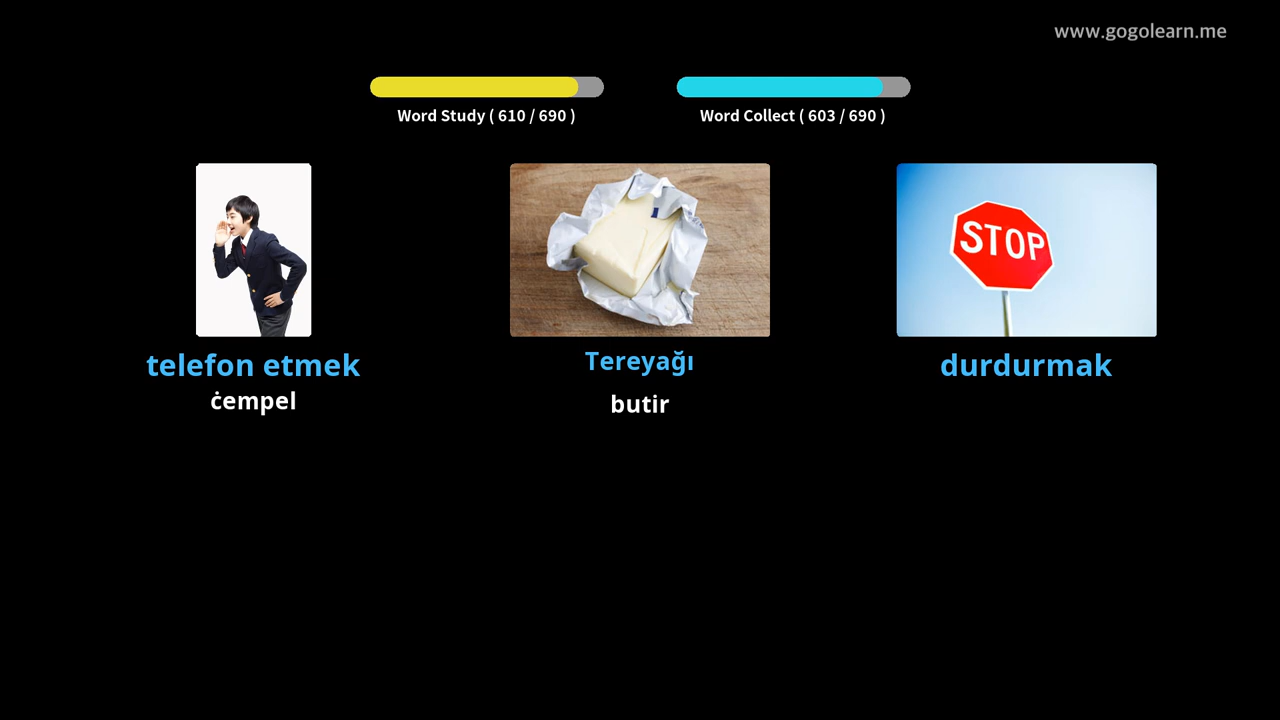 www.gogolearn.me
Word Study ( 610 / 690 )
Word Collect ( 603 / 690 )
STOP
telefon etmek
ċempel
Tereyağı
butir
durdurmak